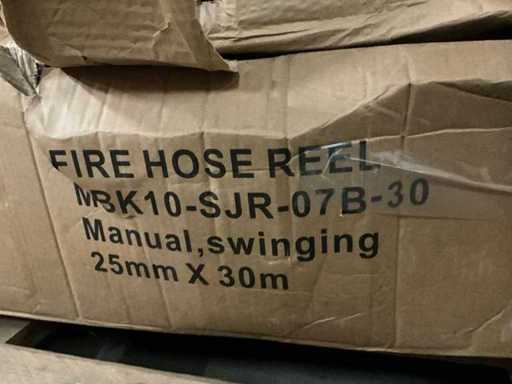 FIRE HOSE REEL
MBK10-SJR-07B-30
Manual,swinging
25mm X 30m